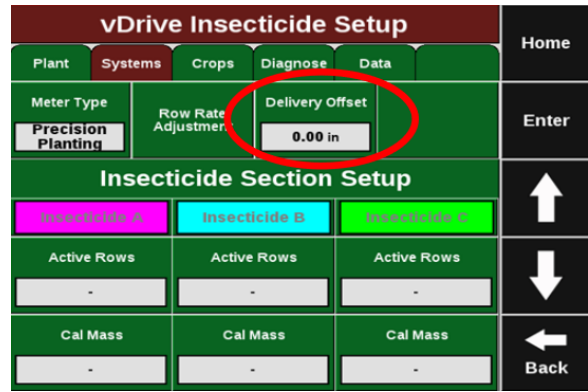 vDrive Insecticide Setup
Home
Plant Systems Crops Diagnose Data
Meter Type
Precision
Planting
Row Rate
Adjustment
Delivery Offset
0.00 in
Enter
Insecticide Section Setup
Insecticide A Insecticide B Insecticide C
Active Rows Active Rows Active Rows
- - -
Cal Mass Cal Mass Cal Mass
- - -
Back